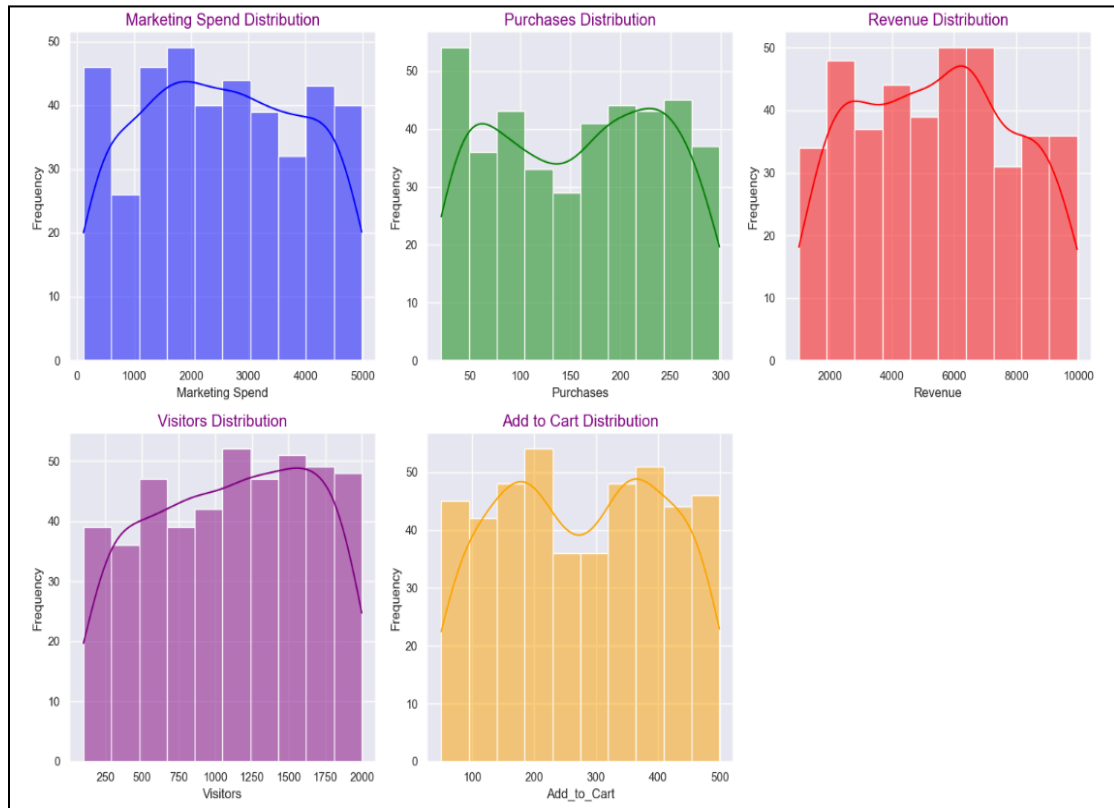 Marketing Spend Distribution
50
40
30
20
10
0
Frequency
0 1000 2000 3000 4000 5000
Marketing Spend
Purchases Distribution
50
40
30
20
10
0
Frequency
50 100 150 200 250 300
Purchases
Revenue Distribution
50
40
30
20
10
0
Frequency
2000 4000 6000 8000 10000
Revenue
Visitors Distribution
50
40
30
20
10
0
Frequency
250 500 750 1000 1250 1500 1750 2000
Visitors
Add to Cart Distribution
50
40
30
20
10
0
Frequency
100 200 300 400 500
Add_to_Cart